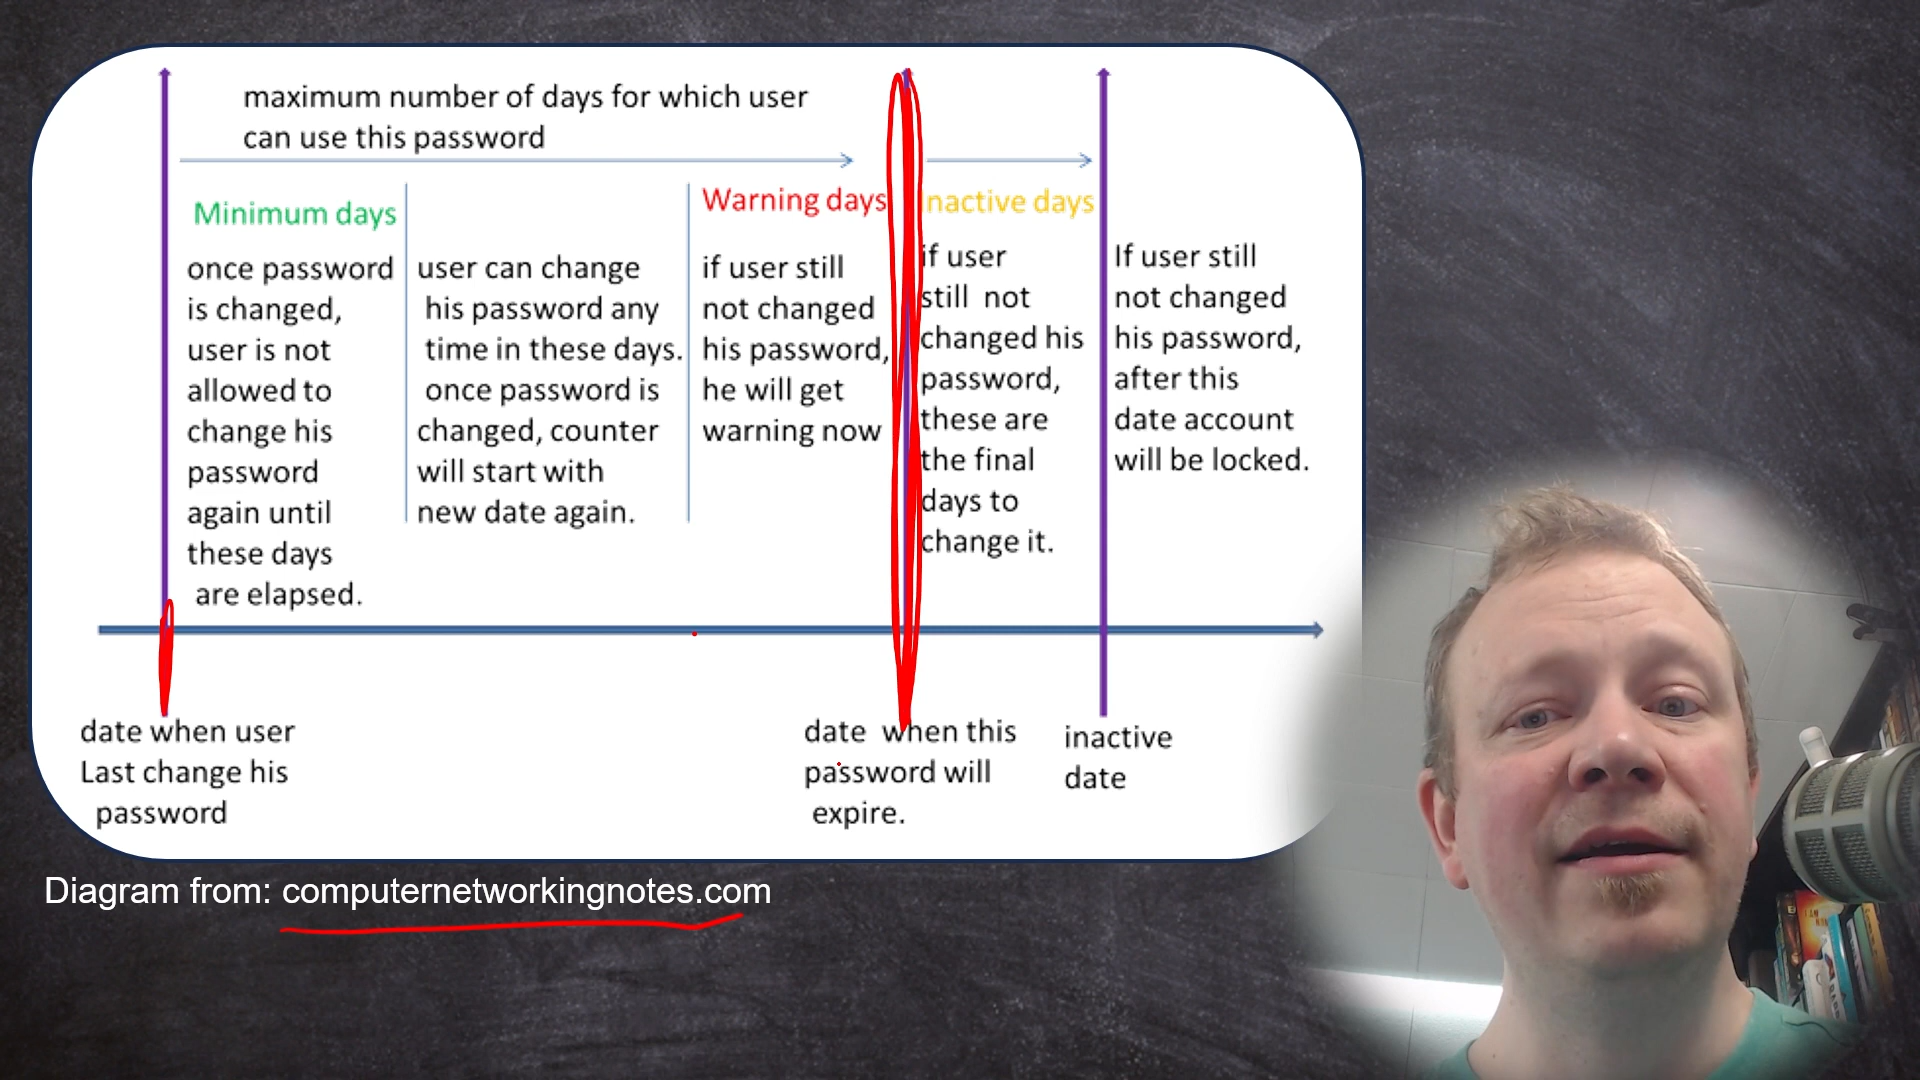 maximum number of days for which user
can use this password
Minimum days
once password
is changed,
user is not
allowed to
change his
password
again until
these days
are elapsed.
user can change
his password any
time in these days.
once password is
changed, counter
will start with
new date again.
Warning days
if user still
not changed
his password,
he will get
warning now
nactive days
if user
still not
changed his
password,
these are
the final
days to
change it.
If user still
not changed
his password,
after this
date account
will be locked.
date when user
Last change his
password
date when this
password will
expire.
inactive
date
Diagram from: computernetworkingnotes.com